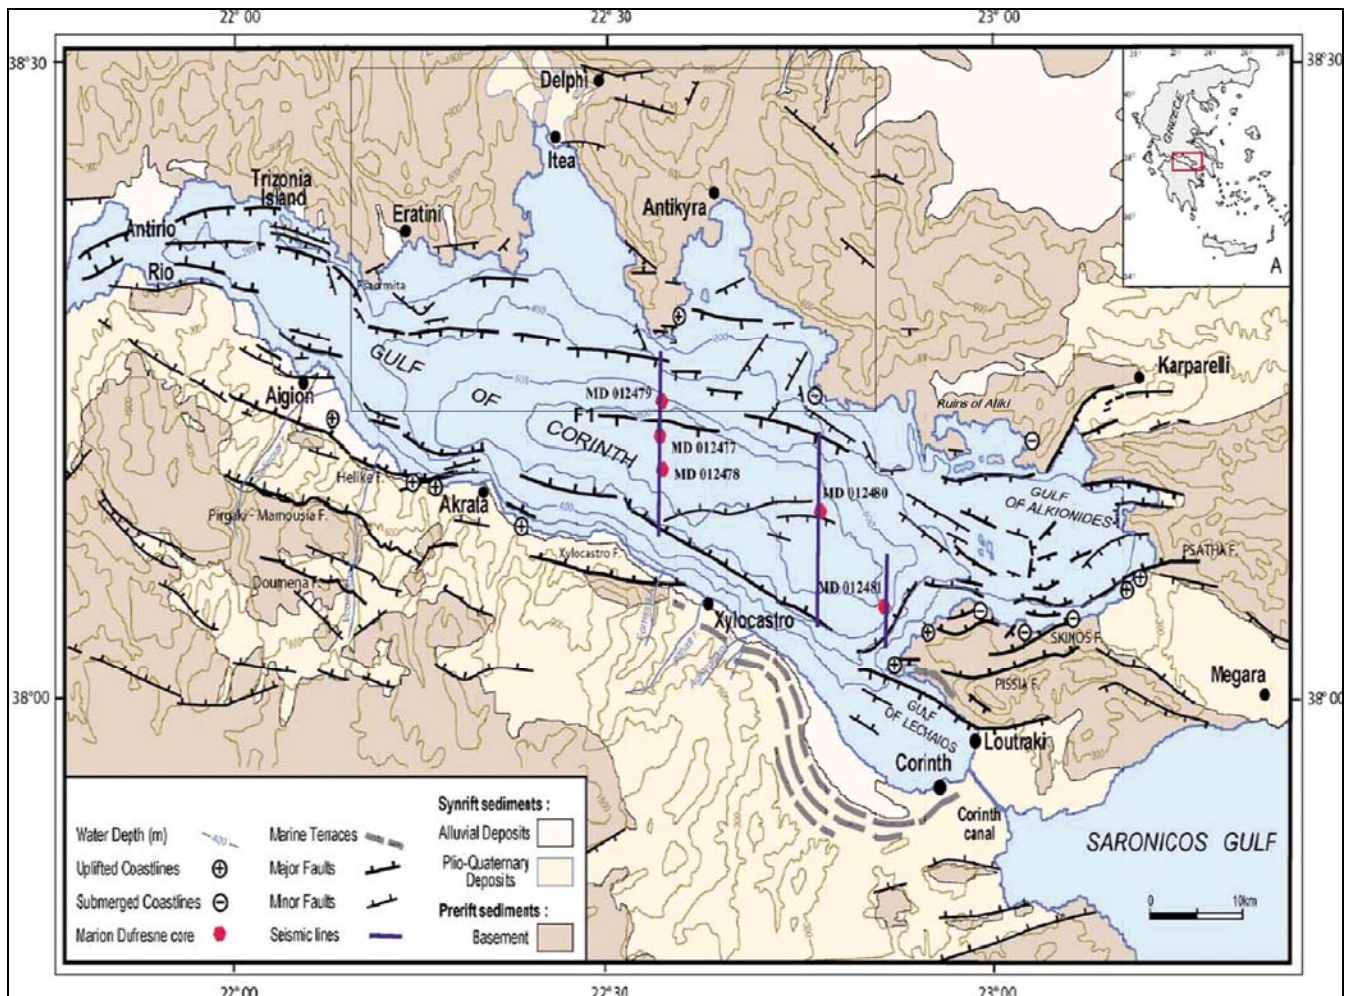 22° 00
22° 30
23° 00
38°30
38°30
Delphi
Itea
Trizonia
Island
Eratini
Antikyra
Antirio
Rio
Psaromita
GREECE
A
GULF
OF
CORINTH
MD 012479
F1
MD 012477
MD 012478
MD 012480
MD 012481
Karparelli
Ruins of Aliki
Aigion
Helike F.
Akrata
Pirgaki - Mamousia F.
Doumena F.
Xylocastro F.
Xylocastro
GULF
OF ALKIONIDES
PSATHA F.
SKINOS F.
PISSIA F.
Megara
38°00
38°00
GULF
OF LECHAIOS
Loutraki
Corinth
Corinth
canal
SARONICOS GULF
0
10km
Water Depth (m)
400
Uplifted Coastlines
Submerged Coastlines
Marion Dufresne core
Marine Terraces
Major Faults
Minor Faults
Seismic lines
Synrift sediments :
Alluvial Deposits
Plio-Quaternary
Deposits
Prerift sediments :
Basement
22°00
22°30
23°00